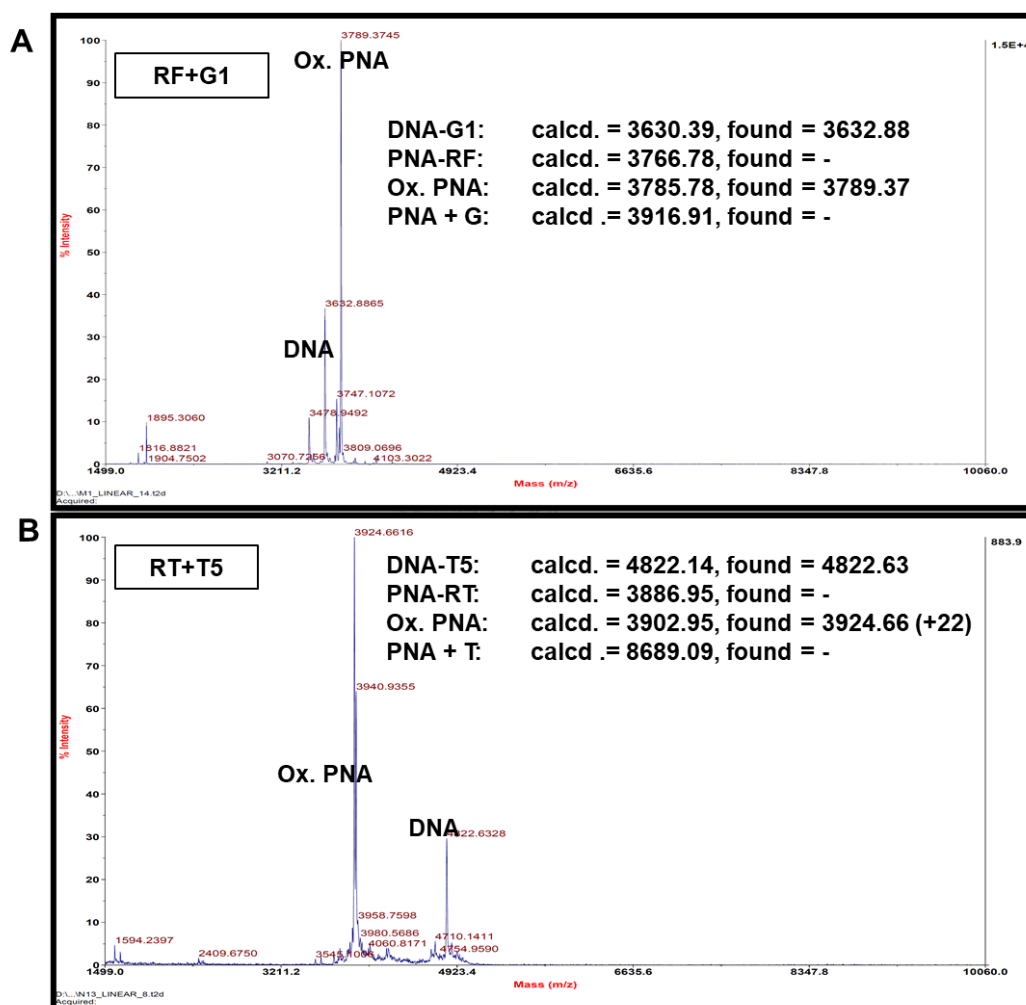 A
3789.3745
100
1.5E+4
Ox. PNA
RF+G1
90
80
DNA-G1: calcd. = 3630.39, found = 3632.88
PNA-RF: calcd. = 3766.78, found = -
70
Ox. PNA: calcd. = 3785.78, found = 3789.37
PNA + G: calcd .= 3916.91, found = -
60
% Intensity
50
40
3632.8865
30
DNA
20
3747.1072
3478.9492
10
1895.3060
1816.8821
3809.0696
1904.7502
3070.7256
4103.3022
0
1499.0
3211.2
4923.4
6635.6
8347.8
10060.0
Mass (m/z)
D:\...\M1_LINEAR_14.t2d
Acquired:
B
3924.6616
100
883.9
RT+T5
DNA-T5: calcd. = 4822.14, found = 4822.63
90
PNA-RT: calcd. = 3886.95, found = -
Ox. PNA: calcd. = 3902.95, found = 3924.66 (+22)
80
PNA + T: calcd .= 8689.09, found = -
70
3940.9355
60
% Intensity
50
Ox. PNA
40
DNA
30
4822.6328
20
10
3958.7598
3980.5686
1594.2397
4060.8171
4710.1411
2409.6750
4754.9590
0
1499.0
3211.2
4923.4
6635.6
8347.8
10060.0
Mass (m/z)
D:\...\N13_LINEAR_8.t2d
Acquired: